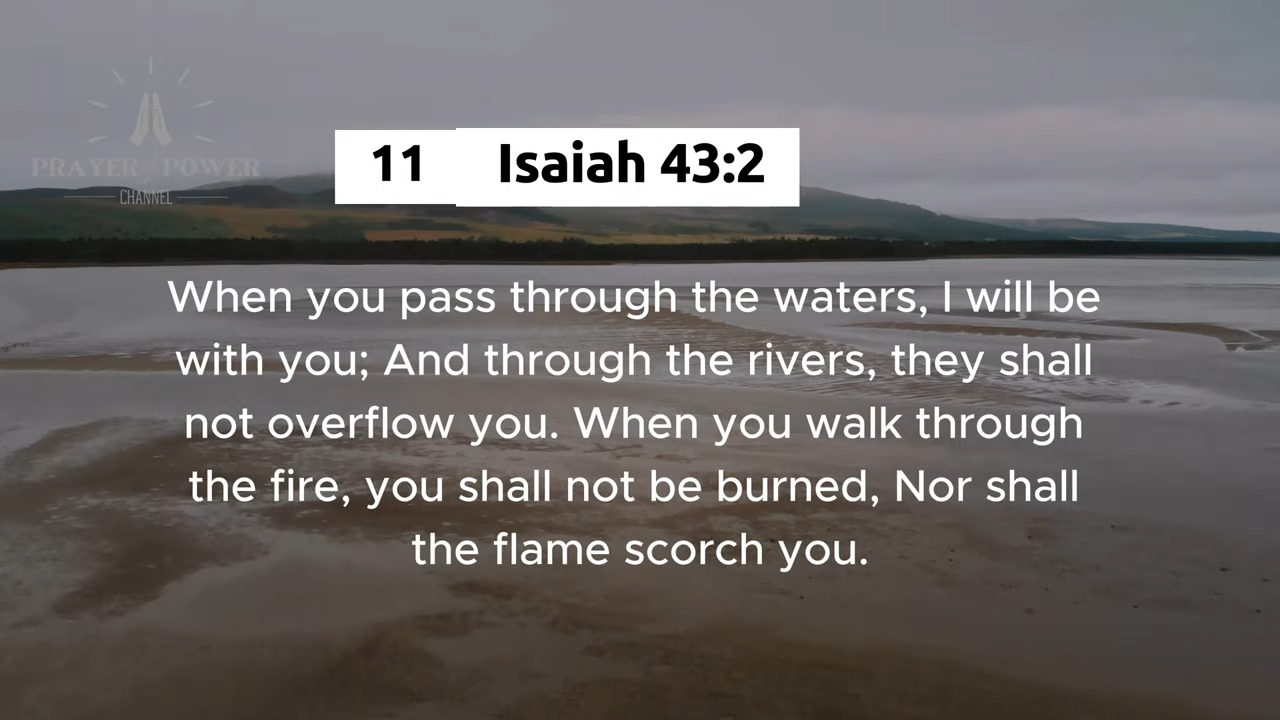 PRAYER POWER
CHANNEL
11 Isaiah 43:2
When you pass through the waters, I will be
with you; And through the rivers, they shall
not overflow you. When you walk through
the fire, you shall not be burned, Nor shall
the flame scorch you.